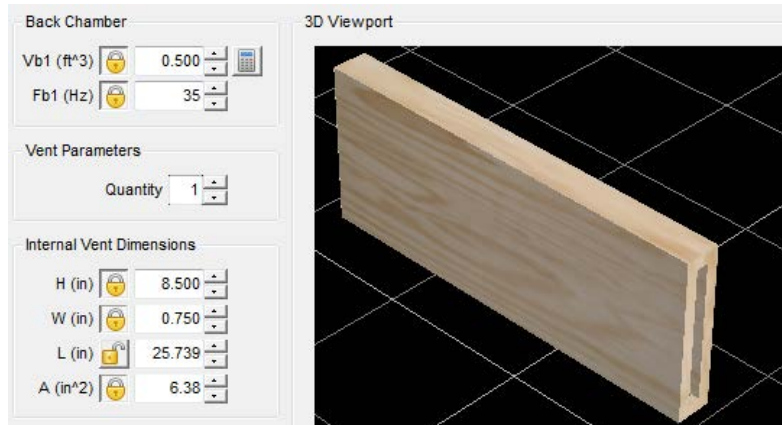 Back Chamber
Vb1 (ft^3) 0.500
Fb1 (Hz) 35
Vent Parameters
Quantity 1
Internal Vent Dimensions
H (in) 8.500
W (in) 0.750
L (in) 25.739
A (in^2) 6.38
3D Viewport